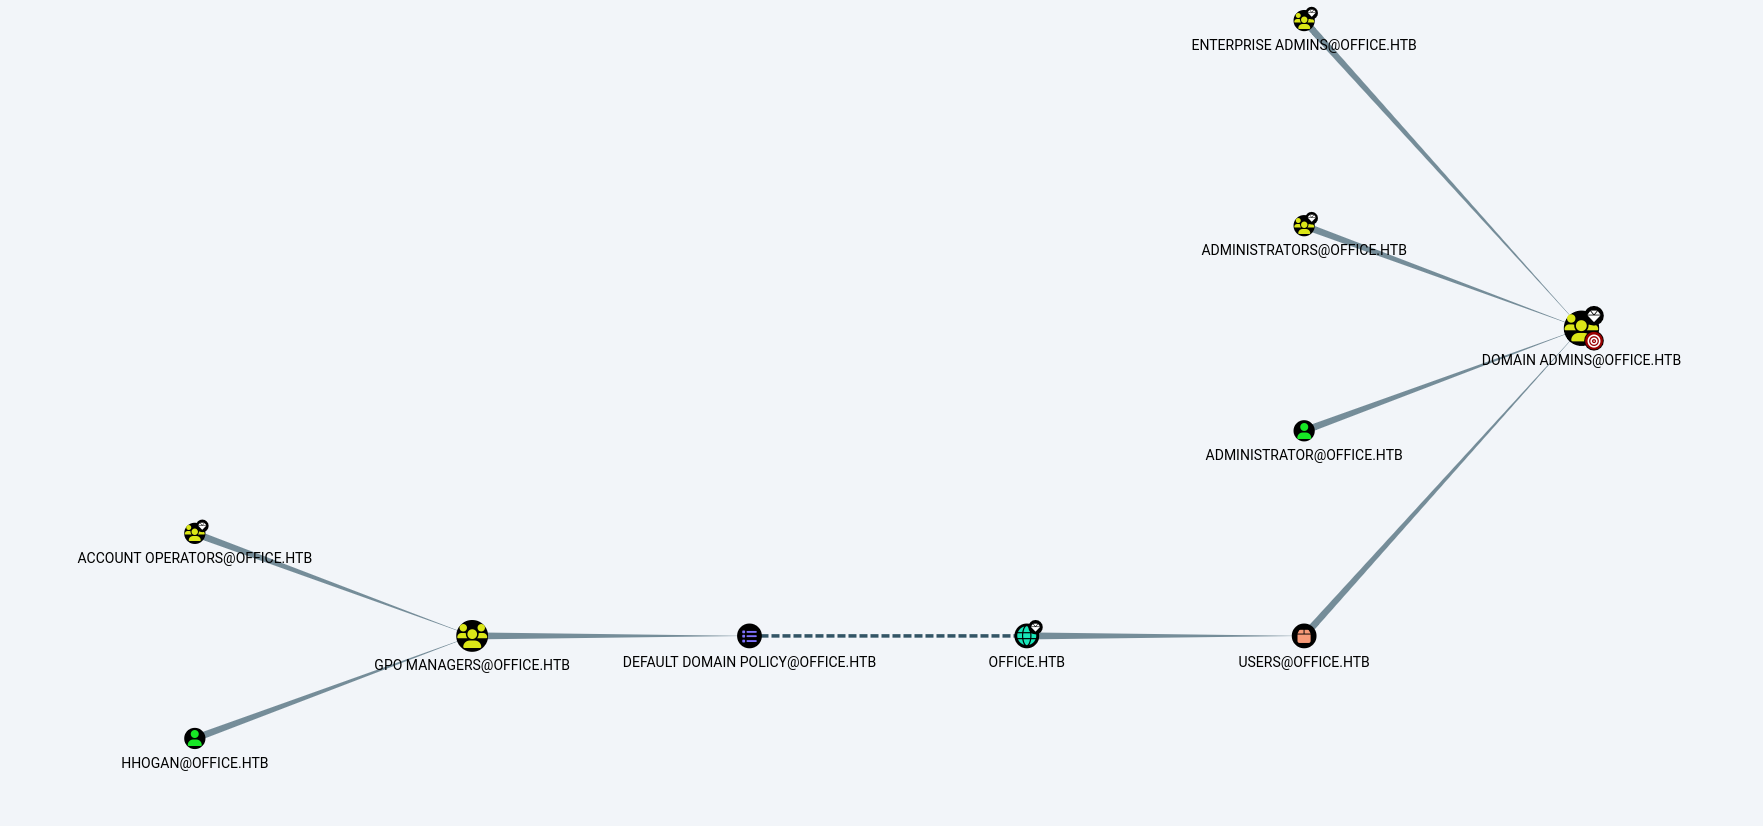 ENTERPRISE ADMINS@OFFICE.HTB
ADMINISTRATORS@OFFICE.HTB
DOMAIN ADMINS@OFFICE.HTB
ADMINISTRATOR@OFFICE.HTB
ACCOUNT OPERATORS@OFFICE.HTB
GPO MANAGERS@OFFICE.HTB
DEFAULT DOMAIN POLICY@OFFICE.HTB
OFFICE.HTB
USERS@OFFICE.HTB
HHOGAN@OFFICE.HTB